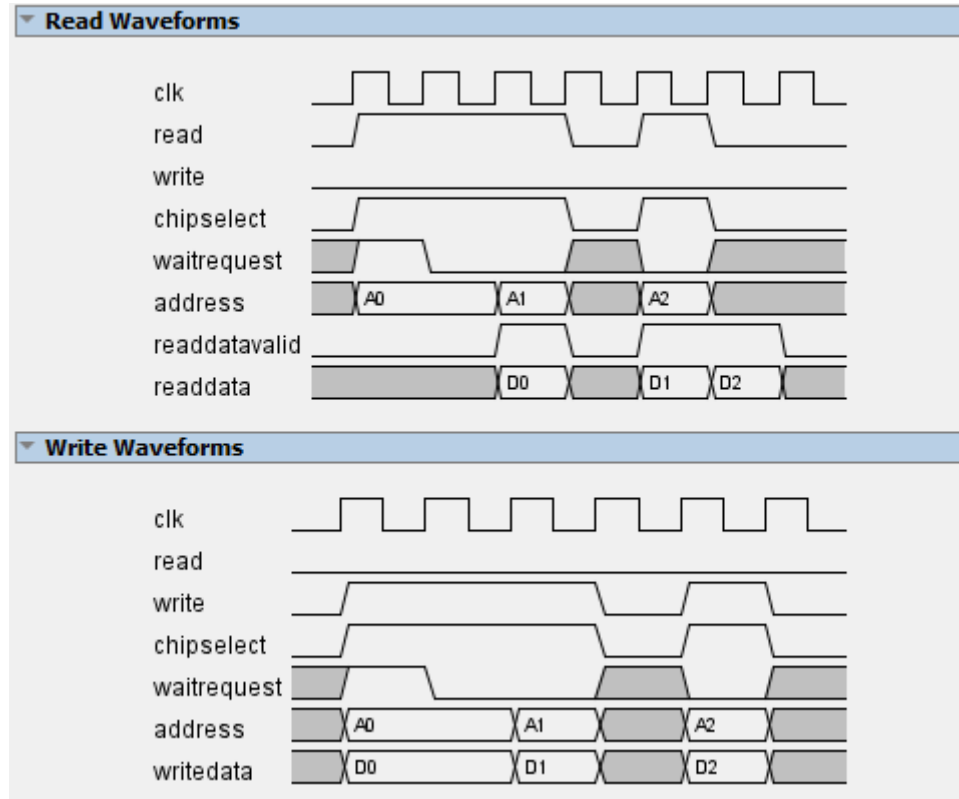 Read Waveforms
clk
read
write
chipselect
waitrequest
address A0 A1 A2
readdatavalid
readdata D0 D1 D2
Write Waveforms
clk
read
write
chipselect
waitrequest
address A0 A1 A2
writedata D0 D1 D2